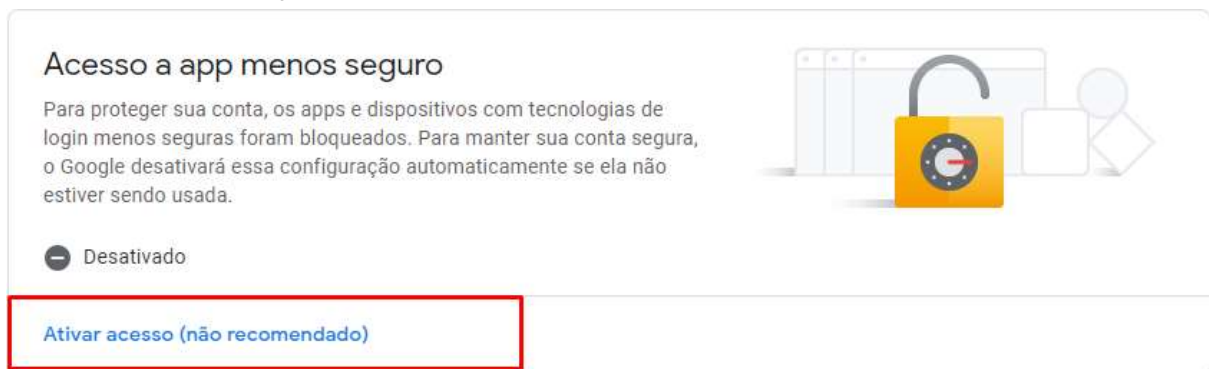 Acesso a app menos seguro
Para proteger sua conta, os apps e dispositivos com tecnologias de
login menos seguras foram bloqueados. Para manter sua conta segura,
o Google desativará essa configuração automaticamente se ela não
estiver sendo usada.
Desativado
Ativar acesso (não recomendado)